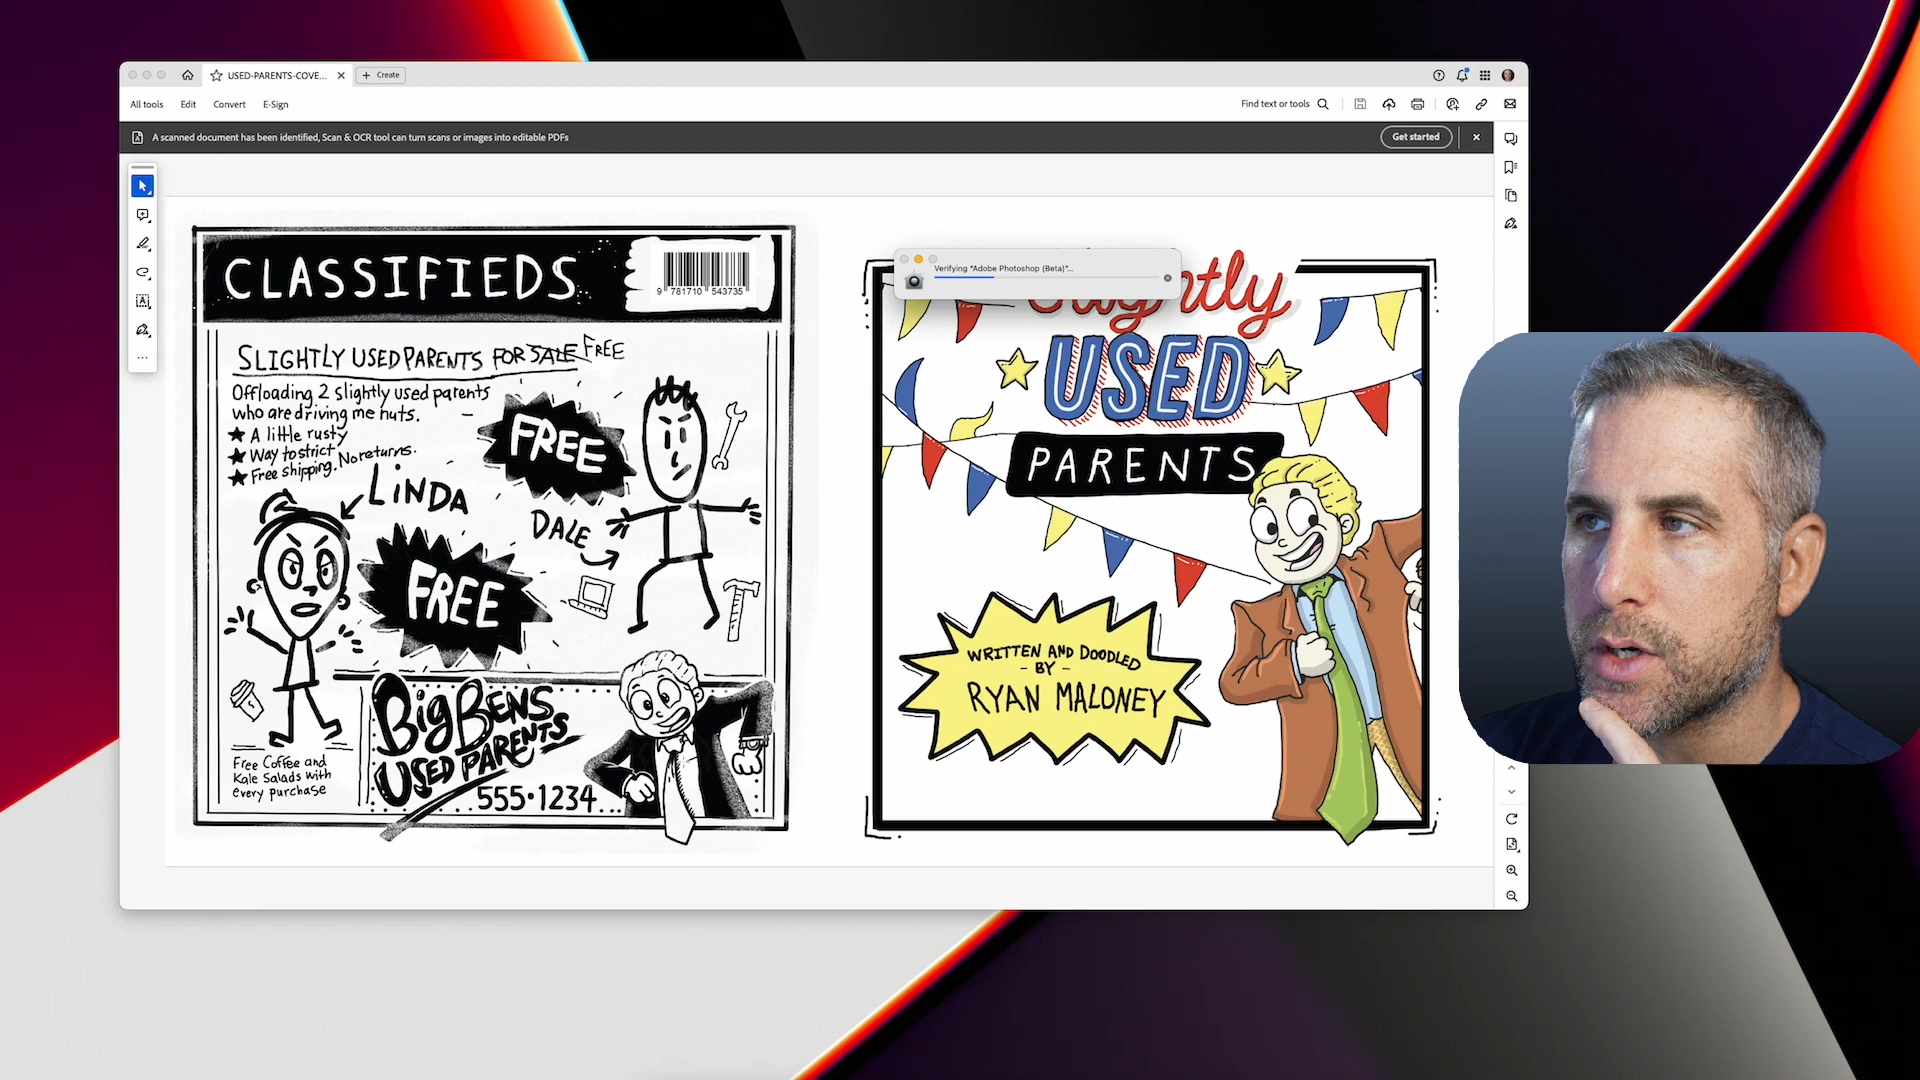 USED-PARENTS-COVE...
Create
All tools
Edit
Convert
E-Sign
Find text or tools
A scanned document has been identified, Scan & OCR tool can turn scans or images into editable PDFs
Get started
CLASSIFIEDS
9 781710 543735
SLIGHTLY USED PARENTS FOR SALE FREE
Offloading 2 slightly used parents
who are driving me nuts.
A little rusty
Way to strict
Free shipping. No returns.
LINDA
FREE
DALE
FREE
BigBENS
USED PARENTS
555-1234...
Free Coffee and
Kale Salads with
every purchase
Verifying "Adobe Photoshop (Beta)"...
Slightly
USED
PARENTS
WRITTEN AND DOODLED
- BY -
RYAN MALONEY